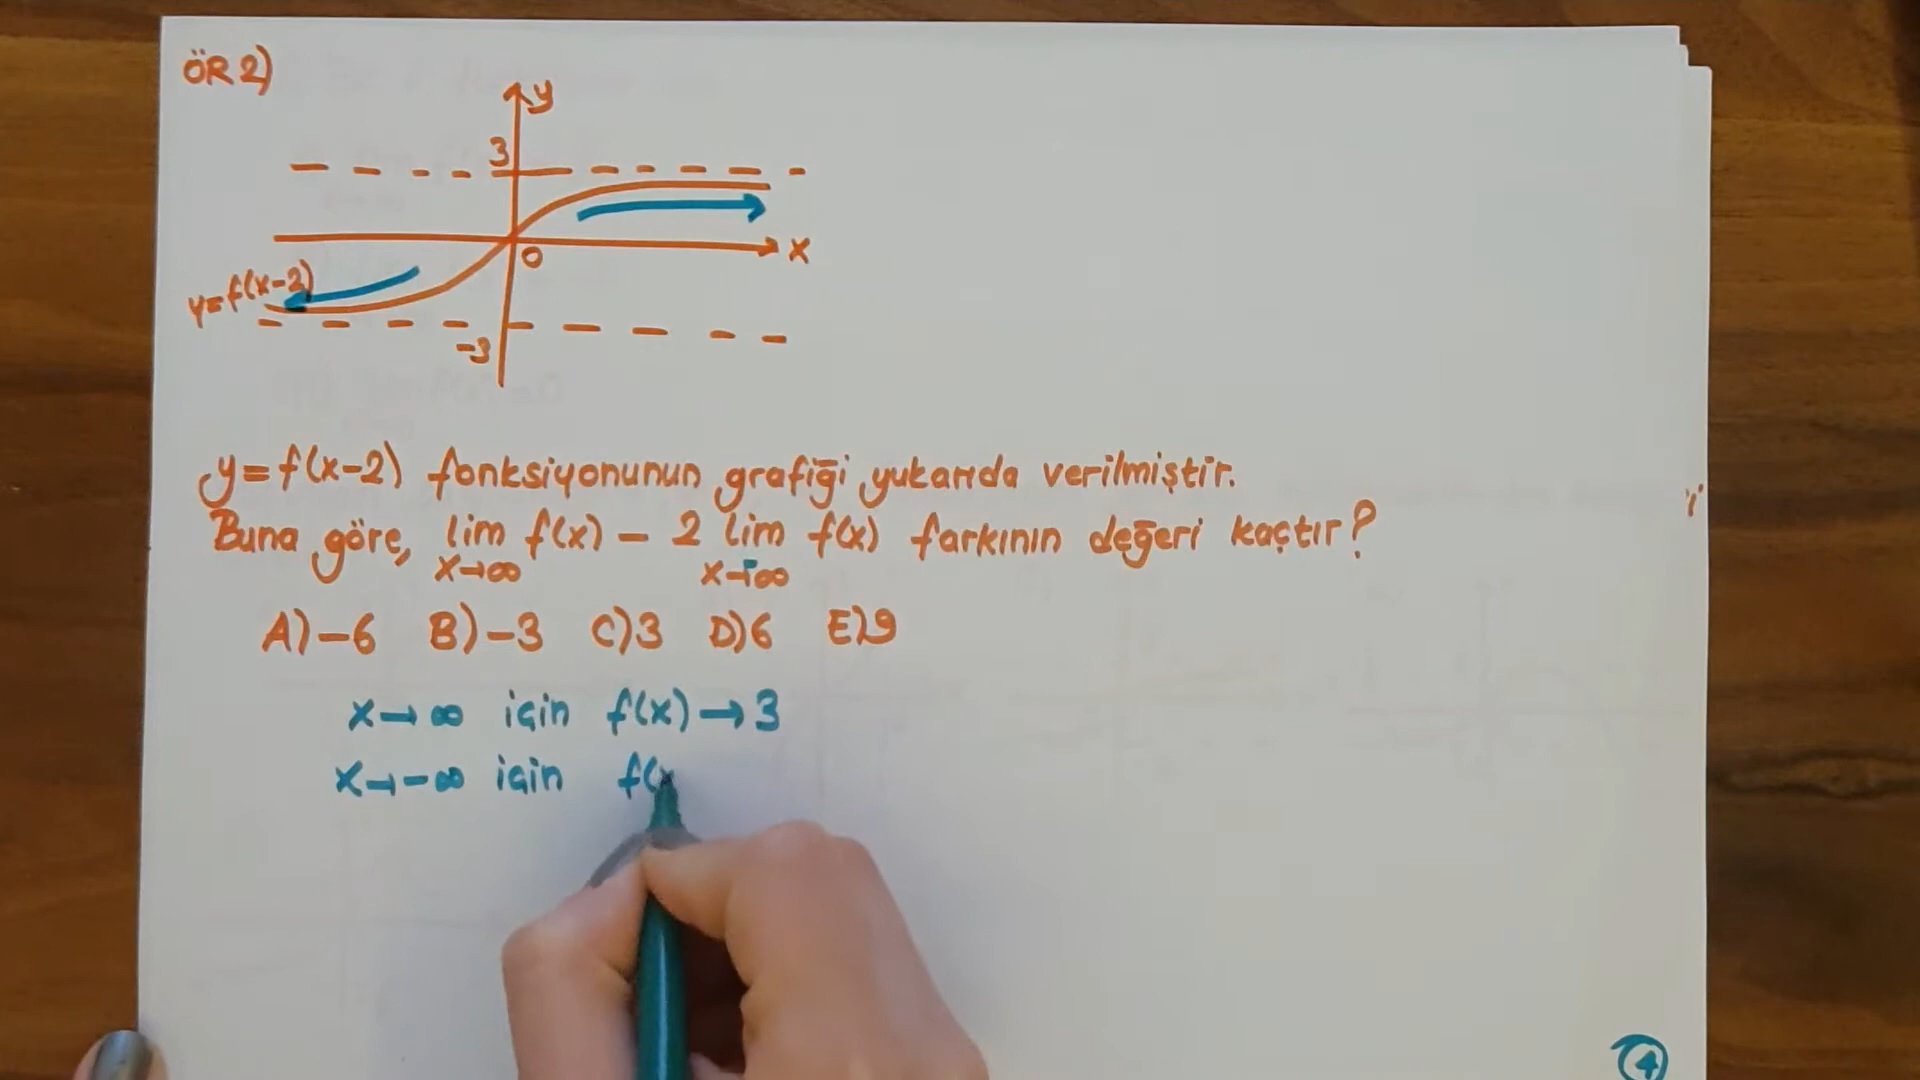 ÖR 2)
y
3
0
x
y=f(x-2)
-3
y=f(x-2) fonksiyonunun grafiği yukarıda verilmiştir.
Buna göre, lim f(x) - 2 lim f(x) farkının değeri kaçtır?
x→∞ x→-∞
A)-6 B)-3 C)3 D)6 E)9
x→∞ için f(x)→3
x→-∞ için f(x
4